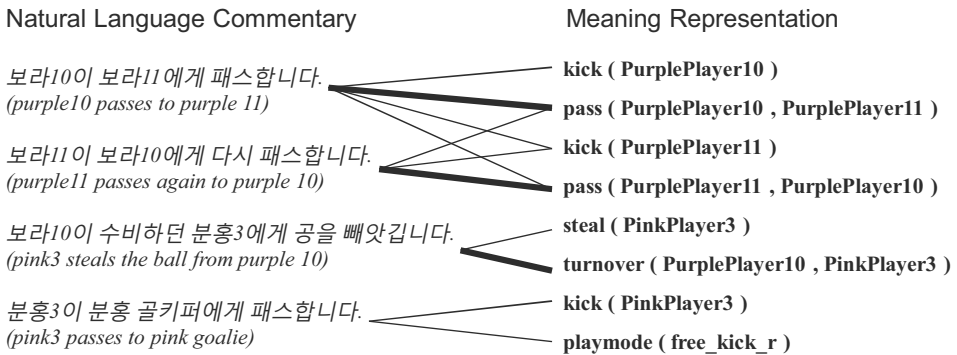 Natural Language Commentary
Meaning Representation
보라10이 보라11에게 패스합니다.
(purple10 passes to purple 11)
보라11이 보라10에게 다시 패스합니다.
(purple11 passes again to purple 10)
보라10이 수비하던 분홍3에게 공을 빼앗깁니다.
(pink3 steals the ball from purple 10)
분홍3이 분홍 골키퍼에게 패스합니다.
(pink3 passes to pink goalie)
kick ( PurplePlayer10 )
pass ( PurplePlayer10 , PurplePlayer11 )
kick ( PurplePlayer11 )
pass ( PurplePlayer11 , PurplePlayer10 )
steal ( PinkPlayer3 )
turnover ( PurplePlayer10 , PinkPlayer3 )
kick ( PinkPlayer3 )
playmode ( free_kick_r )